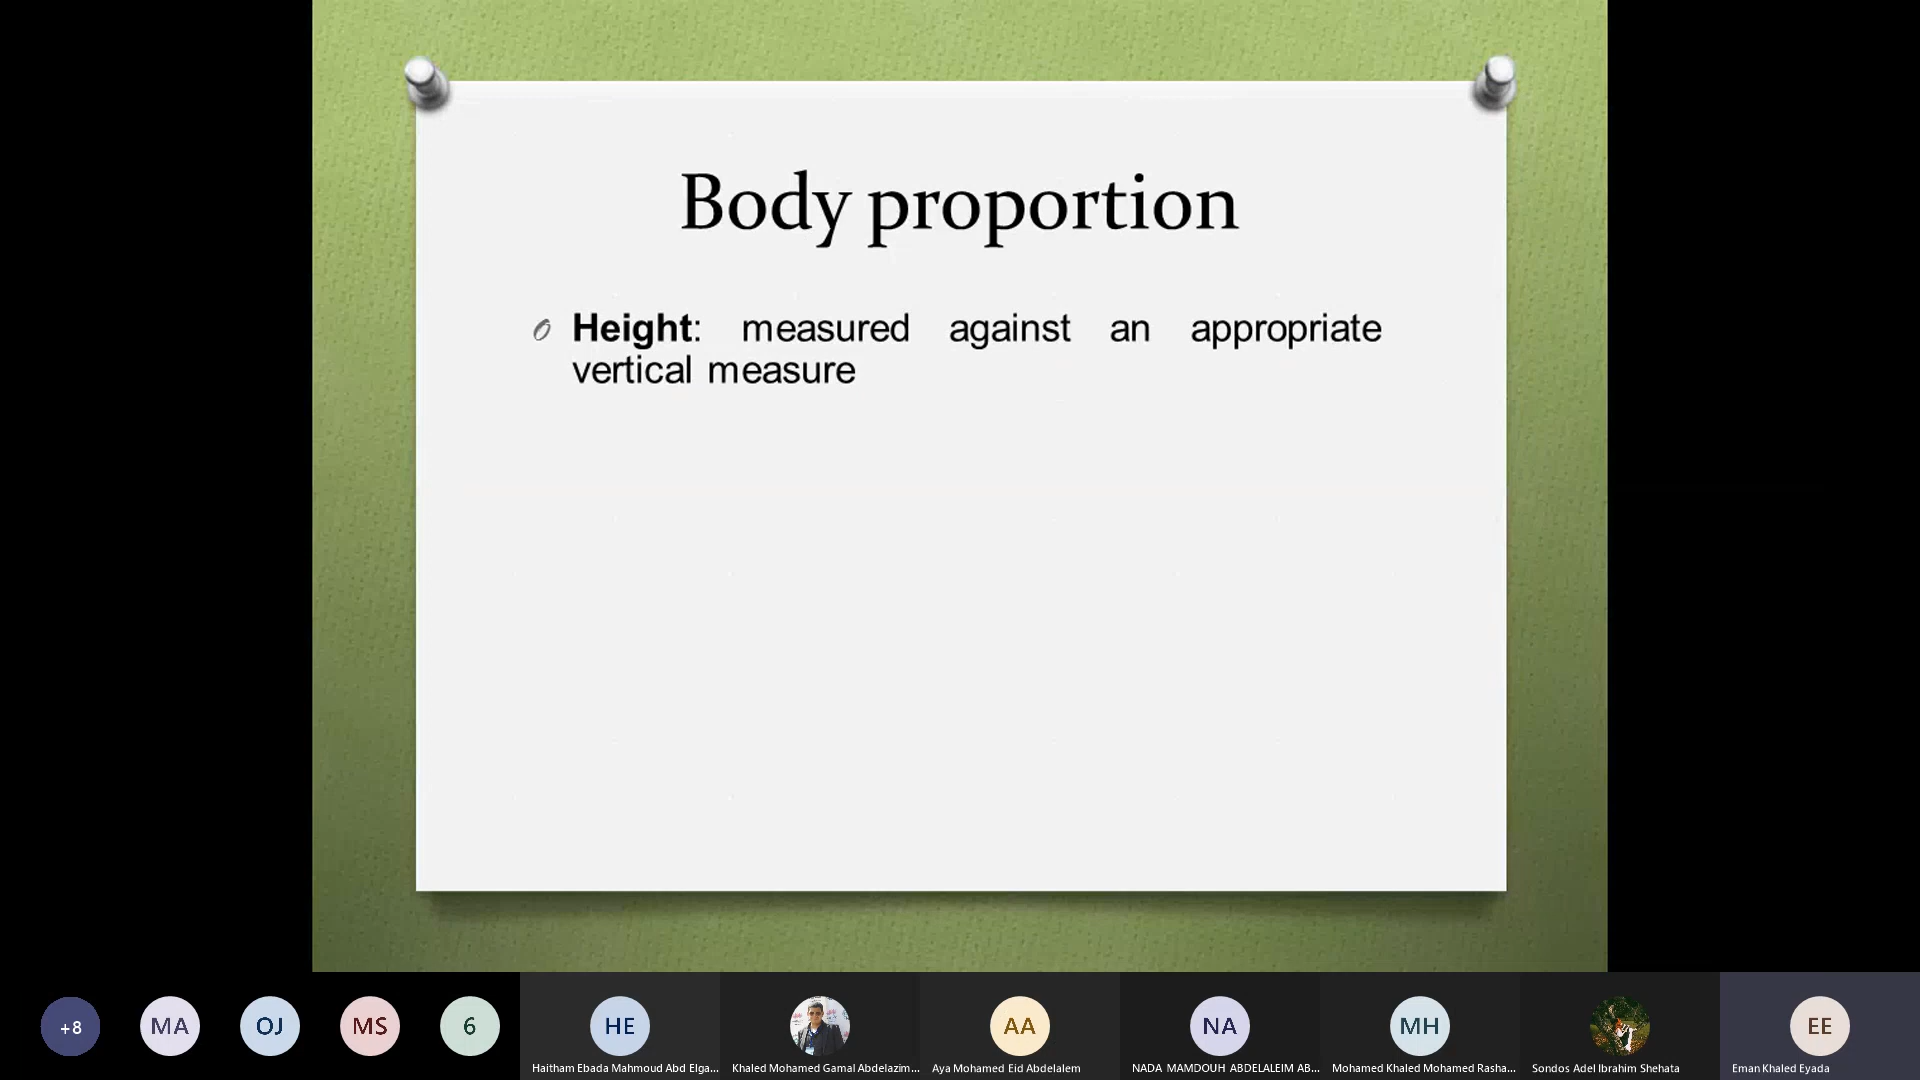 Body proportion
Height: measured against an appropriate
vertical measure
+8
MA
OJ
MS
6
HE
AA
NA
MH
EE
Haitham Ebada Mahmoud Abd Elga...
Khaled Mohamed Gamal Abdelazim...
Aya Mohamed Eid Abdelalem
NADA MAMDOUH ABDELALEIM AB...
Mohamed Khaled Mohamed Rasha...
Sondos Adel Ibrahim Shehata
Eman Khaled Eyada